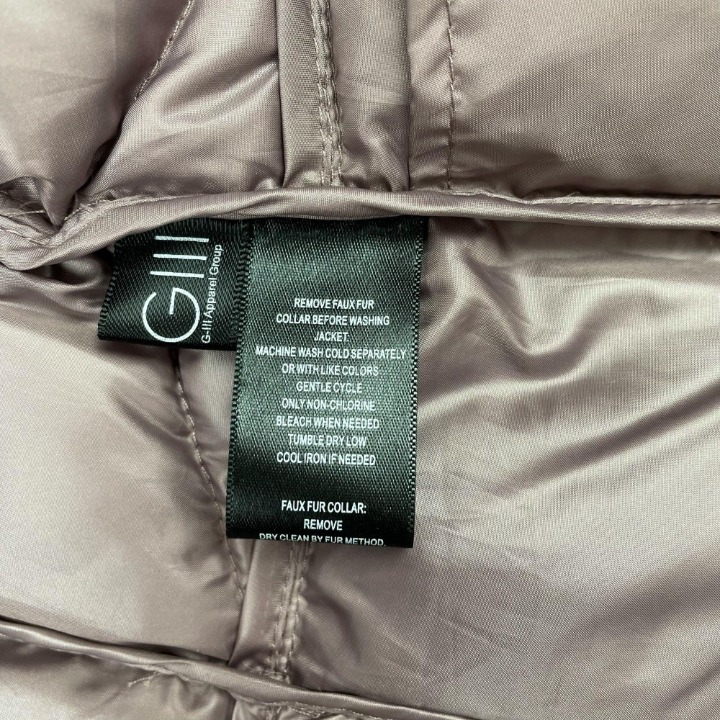 GIII
G-III Apparel Group
REMOVE FAUX FUR
COLLAR BEFORE WASHING
JACKET
MACHINE WASH COLD SEPARATELY
OR WITH LIKE COLORS
GENTLE CYCLE
ONLY NON-CHLORINE
BLEACH WHEN NEEDED
TUMBLE DRY LOW
COOL IRON IF NEEDED
FAUX FUR COLLAR:
REMOVE
DRY CLEAN BY FUR METHOD.